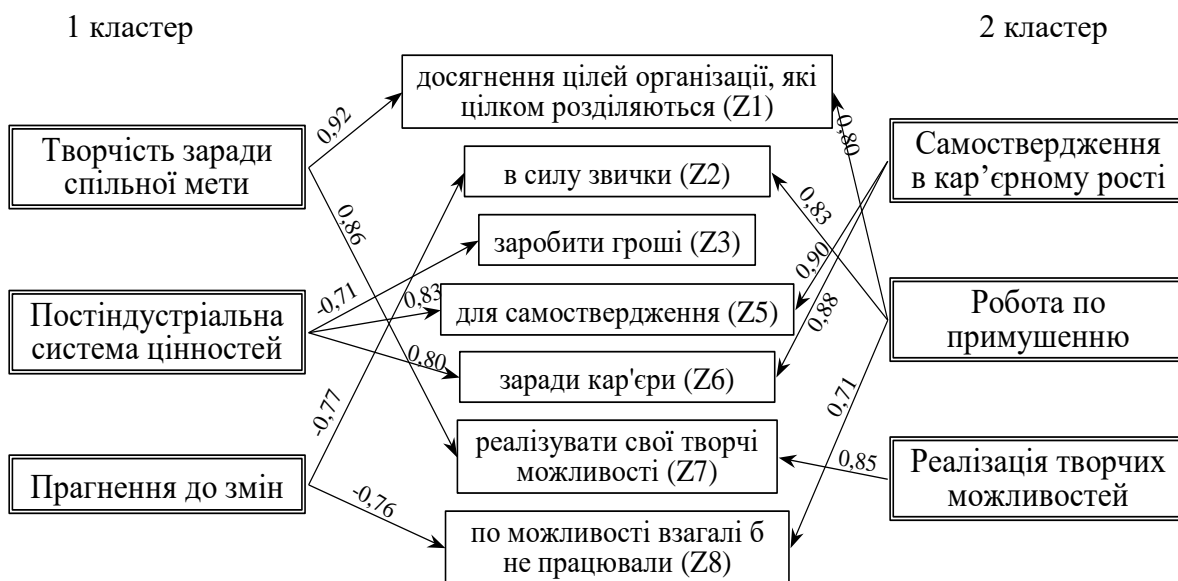 1 кластер
2 кластер
Творчість заради
спільної мети
Постіндустріальна
система цінностей
Прагнення до змін
0,92
0,86
-0,71
0,83
0,80
-0,77
-0,76
досягнення цілей організації, які
цілком розділяються (Z1)
в силу звички (Z2)
заробити гроші (Z3)
для самоствердження (Z5)
заради кар'єри (Z6)
реалізувати свої творчі
можливості (Z7)
по можливості взагалі б
не працювали (Z8)
0,80
0,83
0,90
0,88
0,71
0,85
Самоствердження
в кар’єрному рості
Робота по
примушенню
Реалізація творчих
можливостей